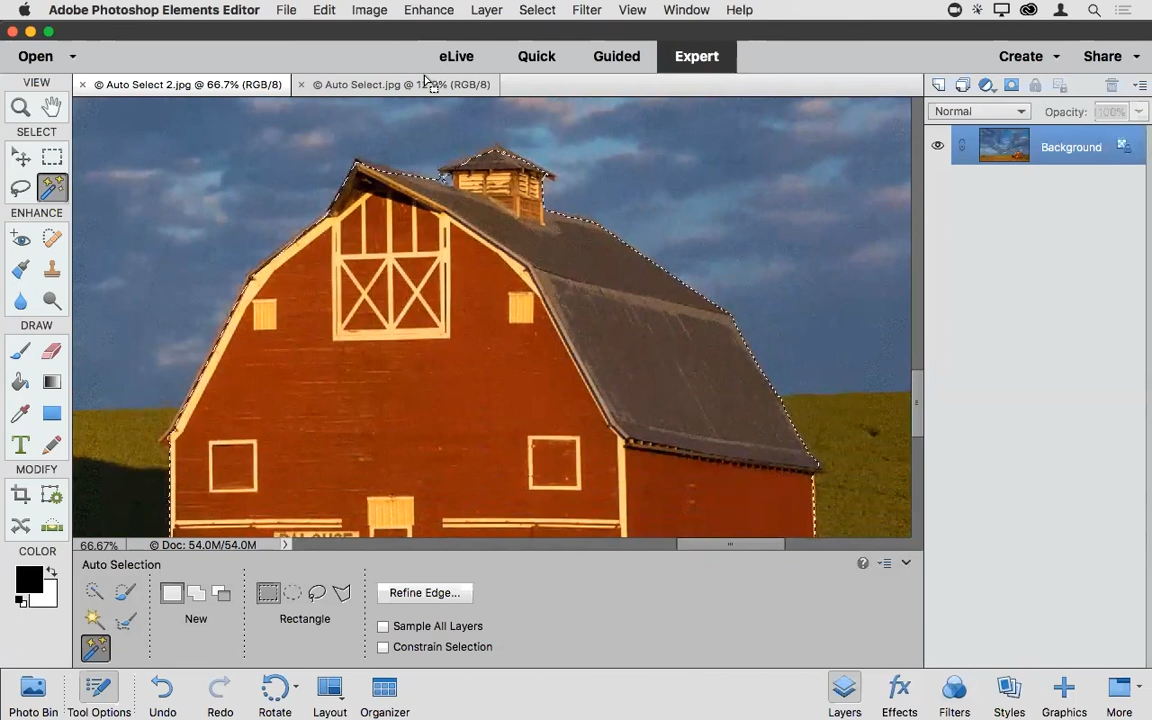 Adobe Photoshop Elements Editor File Edit Image Enhance Layer Select Filter View Window Help
Open eLive Quick Guided Expert Create Share
VIEW
× © Auto Select 2.jpg @ 66.7% (RGB/8) × © Auto Select.jpg @ (RGB/8)
Normal Opacity: 100%
SELECT
Background
ENHANCE
DRAW
T
MODIFY
PALOUSE
66.67% © Doc: 54.0M/54.0M
COLOR
Auto Selection
Refine Edge...
New Rectangle
Sample All Layers
Constrain Selection
Photo Bin Tool Options Undo Redo Rotate Layout Organizer Layers Effects Filters Styles Graphics More